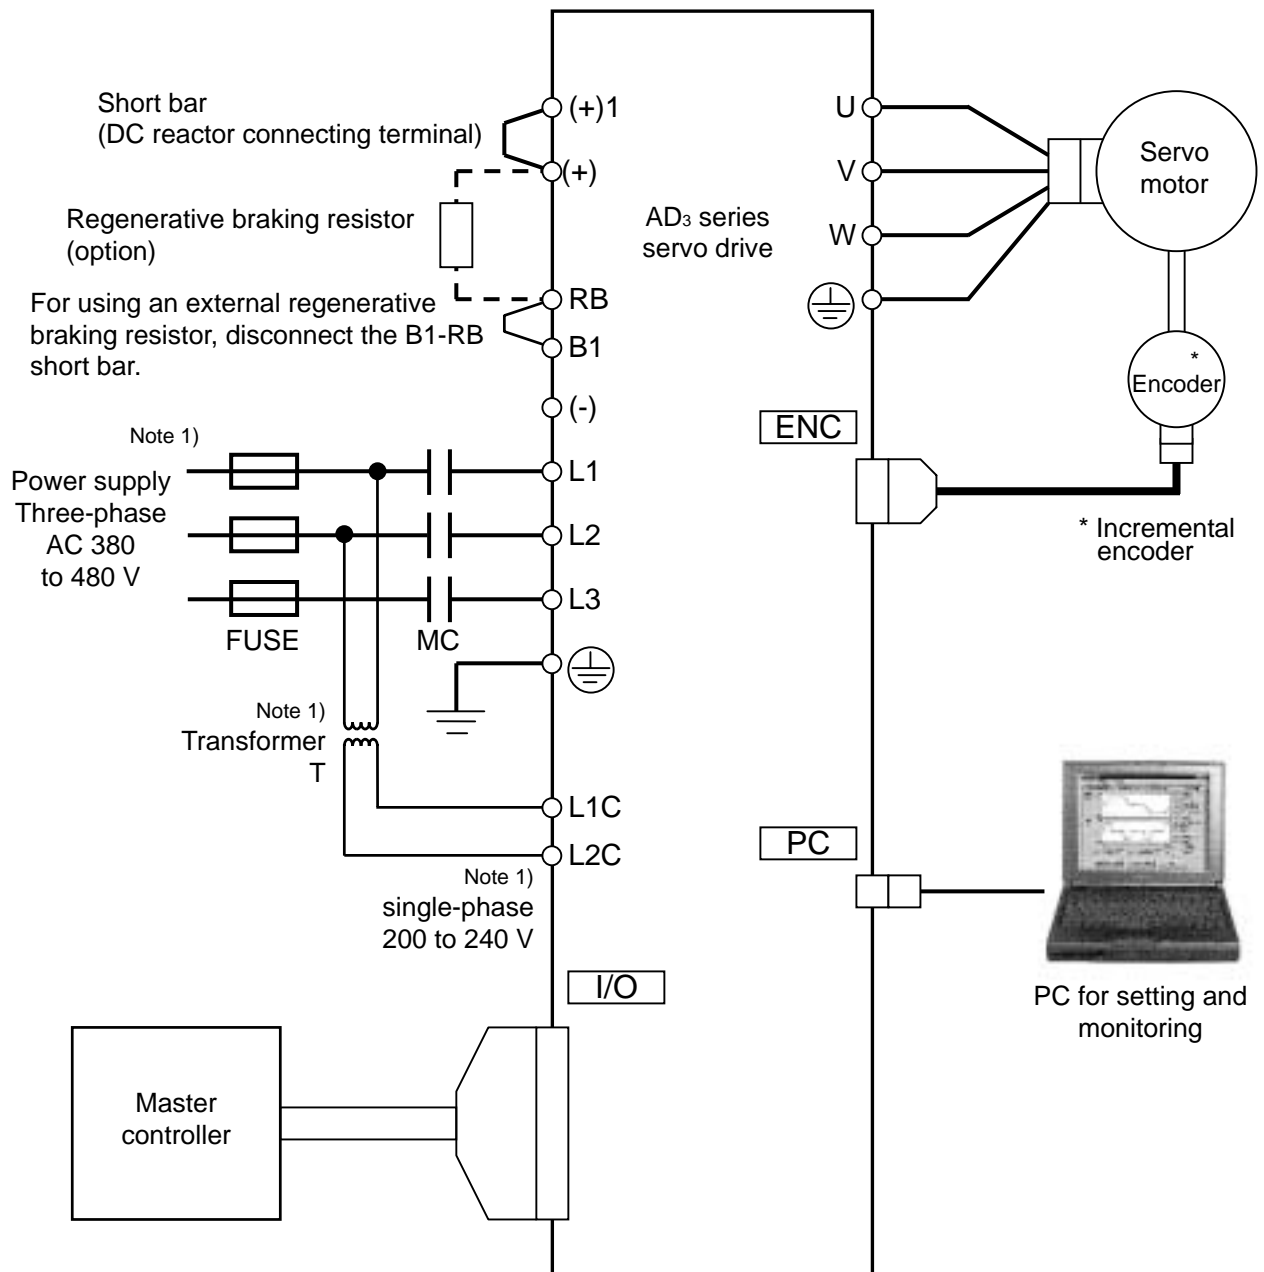 Short bar
(DC reactor connecting terminal)
(+)1
(+)
Regenerative braking resistor
(option)
For using an external regenerative
braking resistor, disconnect the B1-RB
short bar.
RB
B1
(-)
Note 1)
Power supply
Three-phase
AC 380
to 480 V
L1
L2
L3
FUSE
MC
Note 1)
Transformer
T
L1C
L2C
Note 1)
single-phase
200 to 240 V
I/O
Master
controller
AD3 series
servo drive
U
V
W
Servo
motor
*
Encoder
ENC
* Incremental
encoder
PC
PC for setting and
monitoring